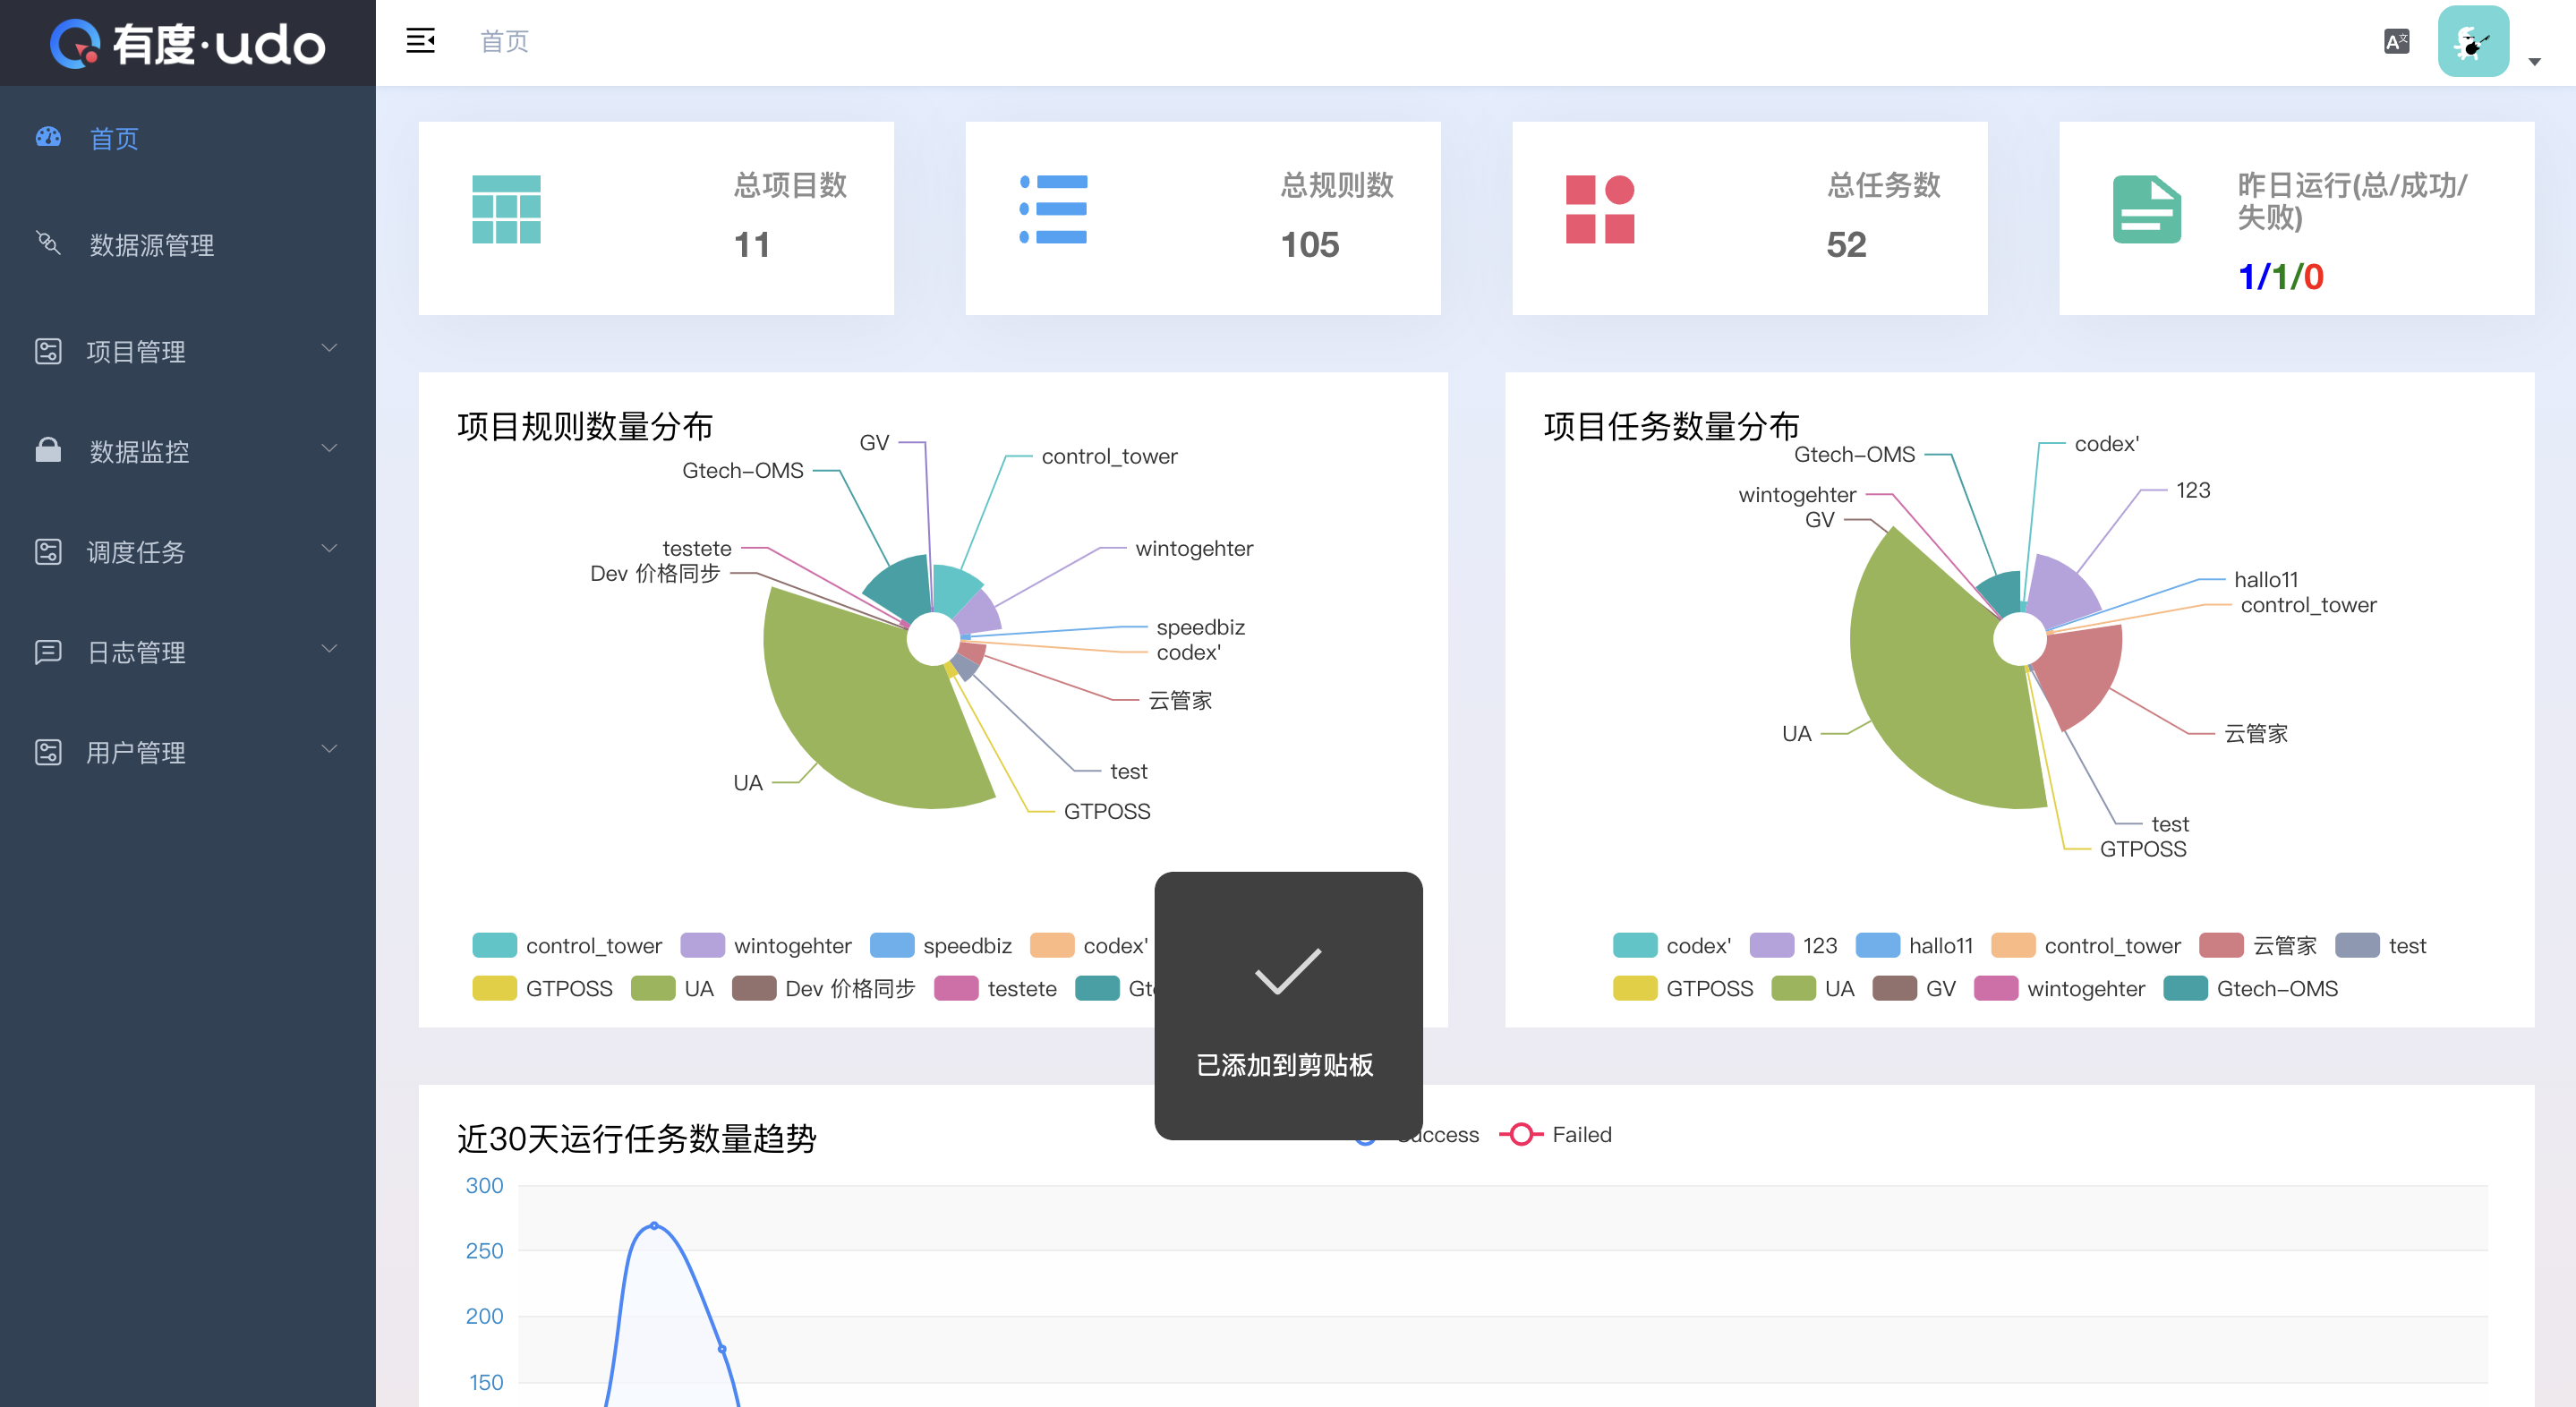 有度·udo
首页
首页
数据源管理
项目管理
数据监控
调度任务
日志管理
用户管理
总项目数
11
总规则数
105
总任务数
52
昨日运行(总/成功/
失败)
1/1/0
项目规则数量分布
GV
control_tower
Gtech-OMS
testete
wintogehter
Dev 价格同步
speedbiz
codex'
云管家
test
UA
GTPOSS
control_tower wintogehter speedbiz codex'
GTPOSS UA Dev 价格同步 testete
项目任务数量分布
codex'
Gtech-OMS
123
wintogehter
GV
hallo11
control_tower
UA
云管家
test
GTPOSS
codex' 123 hallo11 control_tower 云管家 test
GTPOSS UA GV wintogehter Gtech-OMS
已添加到剪贴板
近30天运行任务数量趋势
Failed
300
250
200
150